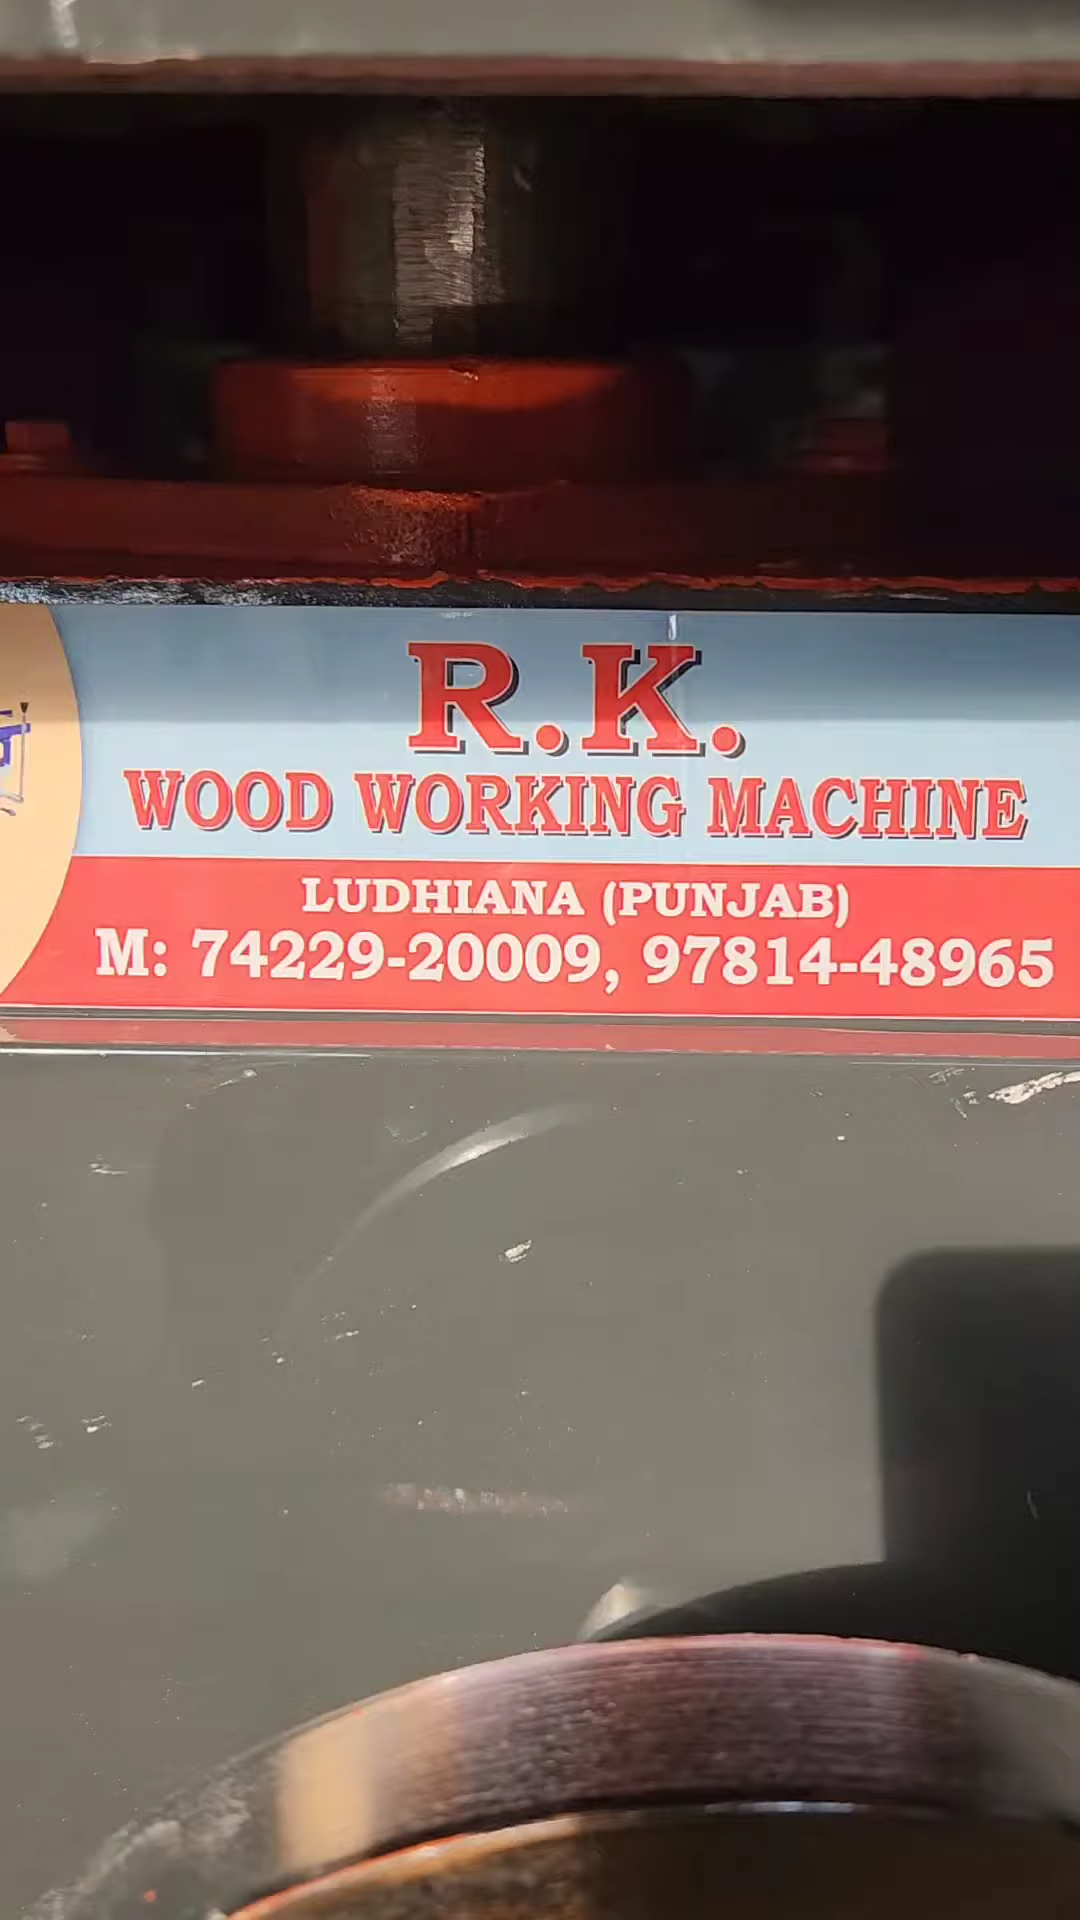 R.K.
WOOD WORKING MACHINE
LUDHIANA (PUNJAB)
M: 74229-20009, 97814-48965